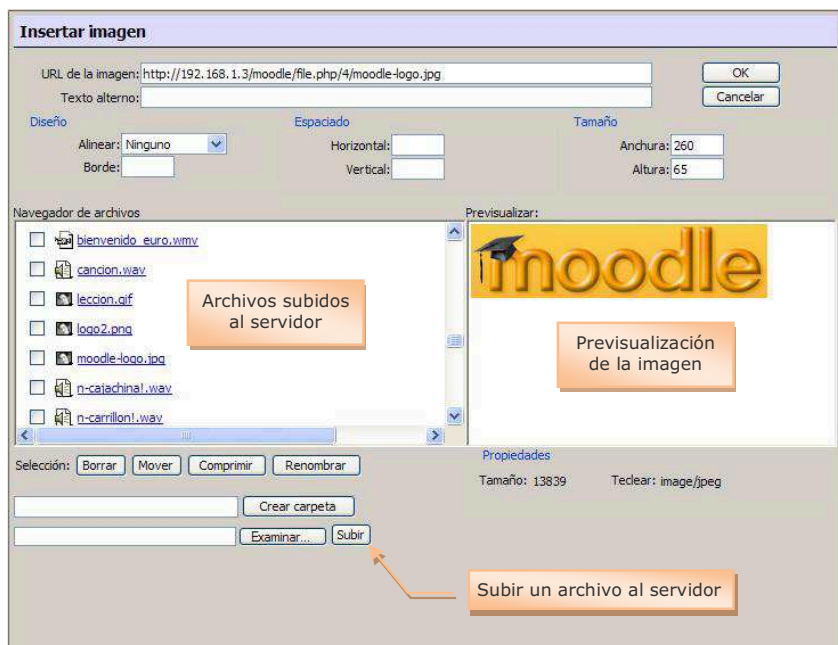 Insertar imagen
URL de la imagen: http://192.168.1.3/moodle/file.php/4/moodle-logo.jpg
OK
Texto alterno:
Cancelar
Diseño
Espaciado
Tamaño
Alinear: Ninguno
Horizontal:
Anchura: 260
Borde:
Vertical:
Altura: 65
Navegador de archivos
Previsualizar:
bienvenido_euro.wmv
cancion.wav
leccion.gif
logo2.png
moodle-logo.jpg
n-cajachina!.wav
n-carrillon!.wav
Archivos subidos
al servidor
moodle
Previsualización
de la imagen
Selección: Borrar Mover Comprimir Renombrar
Propiedades
Tamaño: 13839
Teclear: image/jpeg
Crear carpeta
Examinar... Subir
Subir un archivo al servidor